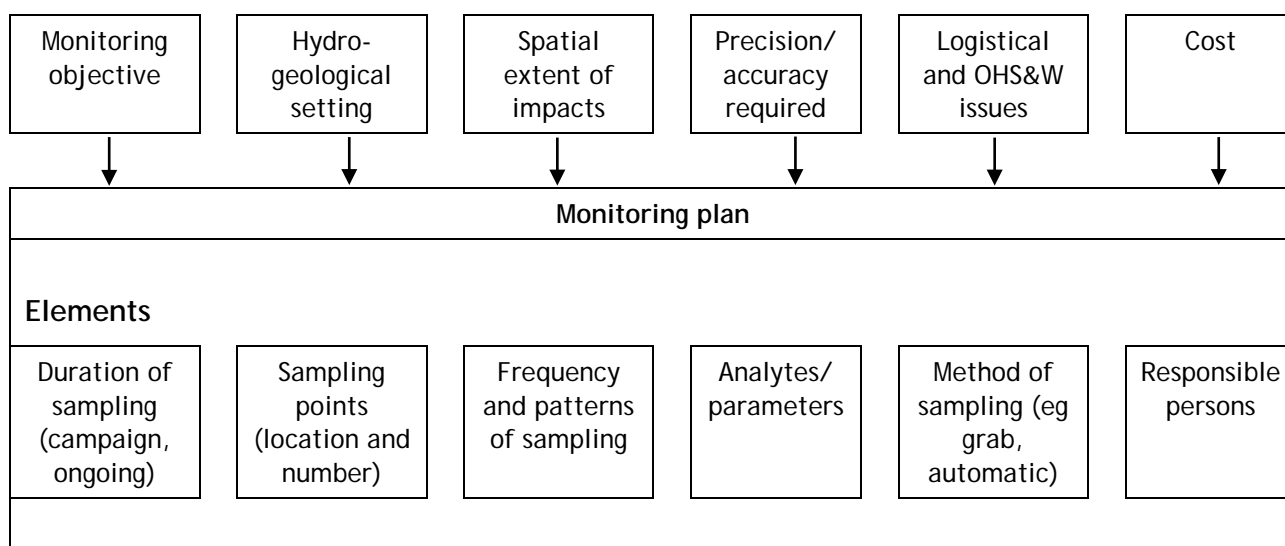 Monitoring
objective
Hydro-
geological
setting
Spatial
extent of
impacts
Precision/
accuracy
required
Logistical
and OHS&W
issues
Cost
Monitoring plan
Elements
Duration of
sampling
(campaign,
ongoing)
Sampling
points
(location and
number)
Frequency
and patterns
of sampling
Analytes/
parameters
Method of
sampling (eg
grab,
automatic)
Responsible
persons